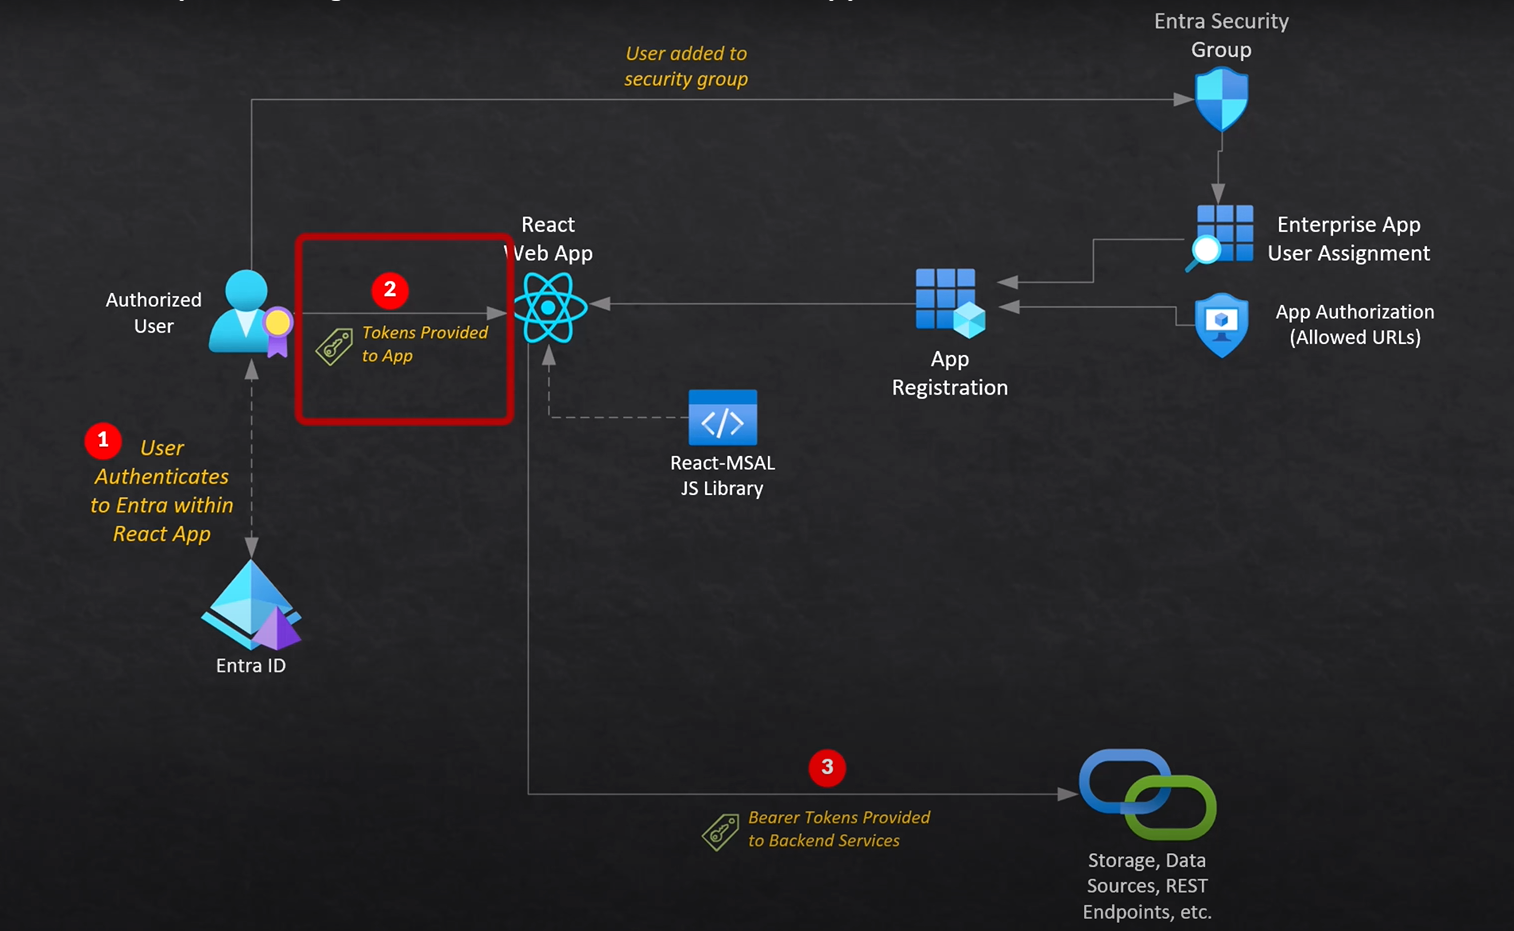 Entra Security
Group
User added to
security group
React
Web App
Enterprise App
User Assignment
Authorized
User
2
Tokens Provided
to App
App Authorization
(Allowed URLs)
App
Registration
1
User
Authenticates
to Entra within
React App
React-MSAL
JS Library
Entra ID
3
Bearer Tokens Provided
to Backend Services
Storage, Data
Sources, REST
Endpoints, etc.